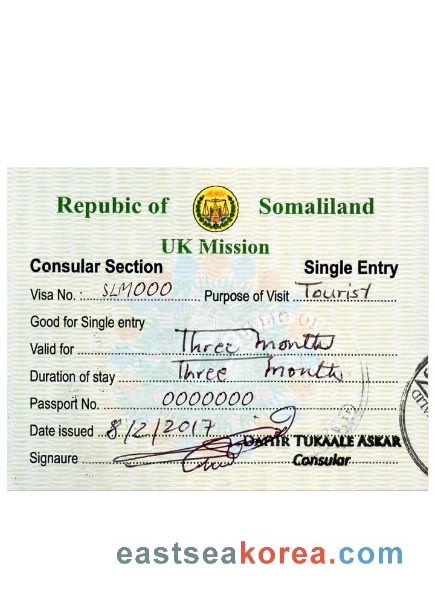 Repubic of Somaliland
UK Mission
Consular Section Single Entry
Visa No. : SLM000 Purpose of Visit Tourist
Good for Single entry
Valid for Three months
Duration of stay Three months
Passport No. 0000000
Date issued 8/2/2017
DAHIR TUKAALE ASKAR
Signaure Consular
eastseakorea.com